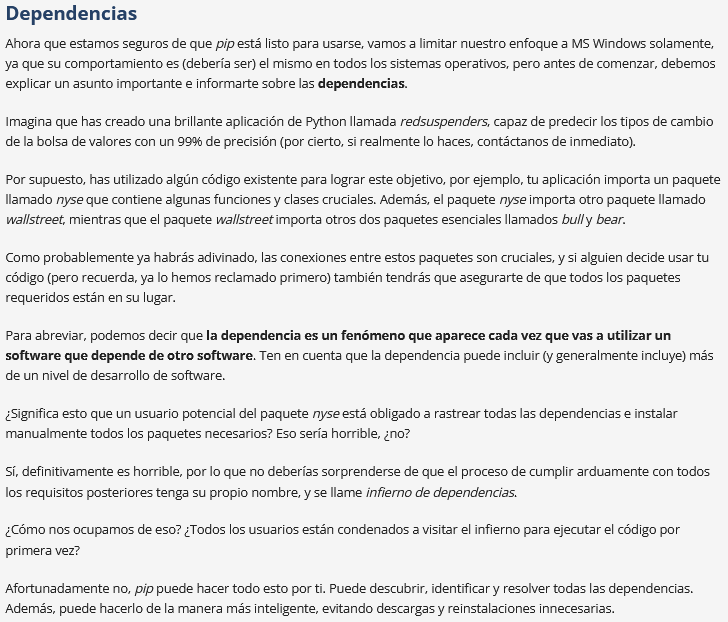 Dependencias
Ahora que estamos seguros de que pip está listo para usarse, vamos a limitar nuestro enfoque a MS Windows solamente,
ya que su comportamiento es (debería ser) el mismo en todos los sistemas operativos, pero antes de comenzar, debemos
explicar un asunto importante e informarte sobre las dependencias.
Imagina que has creado una brillante aplicación de Python llamada redsuspenders, capaz de predecir los tipos de cambio
de la bolsa de valores con un 99% de precisión (por cierto, si realmente lo haces, contáctanos de inmediato).
Por supuesto, has utilizado algún código existente para lograr este objetivo, por ejemplo, tu aplicación importa un paquete
llamado nyse que contiene algunas funciones y clases cruciales. Además, el paquete nyse importa otro paquete llamado
wallstreet, mientras que el paquete wallstreet importa otros dos paquetes esenciales llamados bull y bear.
Como probablemente ya habrás adivinado, las conexiones entre estos paquetes son cruciales, y si alguien decide usar tu
código (pero recuerda, ya lo hemos reclamado primero) también tendrás que asegurarte de que todos los paquetes
requeridos están en su lugar.
Para abreviar, podemos decir que la dependencia es un fenómeno que aparece cada vez que vas a utilizar un
software que depende de otro software. Ten en cuenta que la dependencia puede incluir (y generalmente incluye) más
de un nivel de desarrollo de software.
¿Significa esto que un usuario potencial del paquete nyse está obligado a rastrear todas las dependencias e instalar
manualmente todos los paquetes necesarios? Eso sería horrible, ¿no?
Sí, definitivamente es horrible, por lo que no deberías sorprenderse de que el proceso de cumplir arduamente con todos
los requisitos posteriores tenga su propio nombre, y se llame infierno de dependencias.
¿Cómo nos ocupamos de eso? ¿Todos los usuarios están condenados a visitar el infierno para ejecutar el código por
primera vez?
Afortunadamente no, pip puede hacer todo esto por ti. Puede descubrir, identificar y resolver todas las dependencias.
Además, puede hacerlo de la manera más inteligente, evitando descargas y reinstalaciones innecesarias.